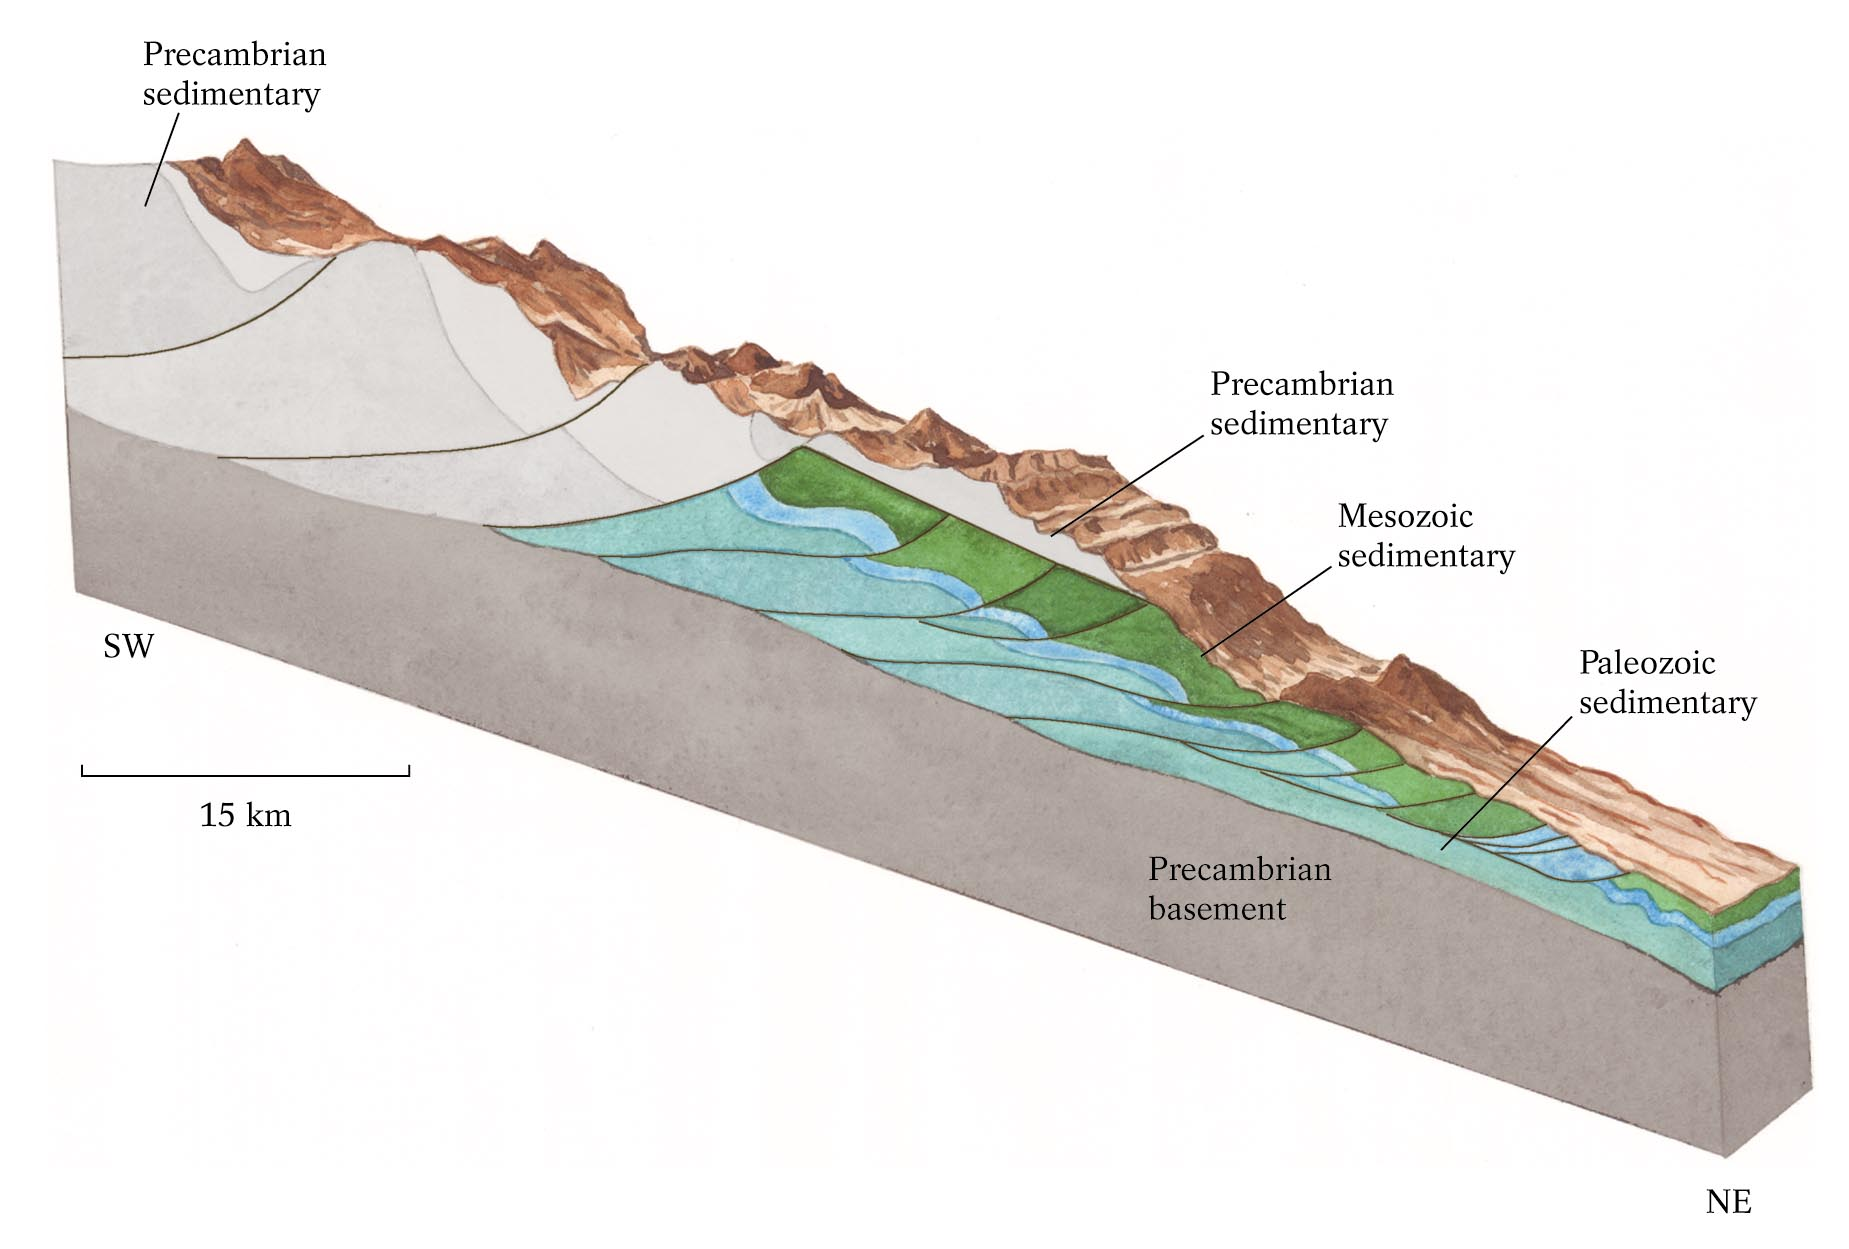 Precambrian
sedimentary
Precambrian
sedimentary
Mesozoic
sedimentary
Paleozoic
sedimentary
SW
15 km
Precambrian
basement
NE